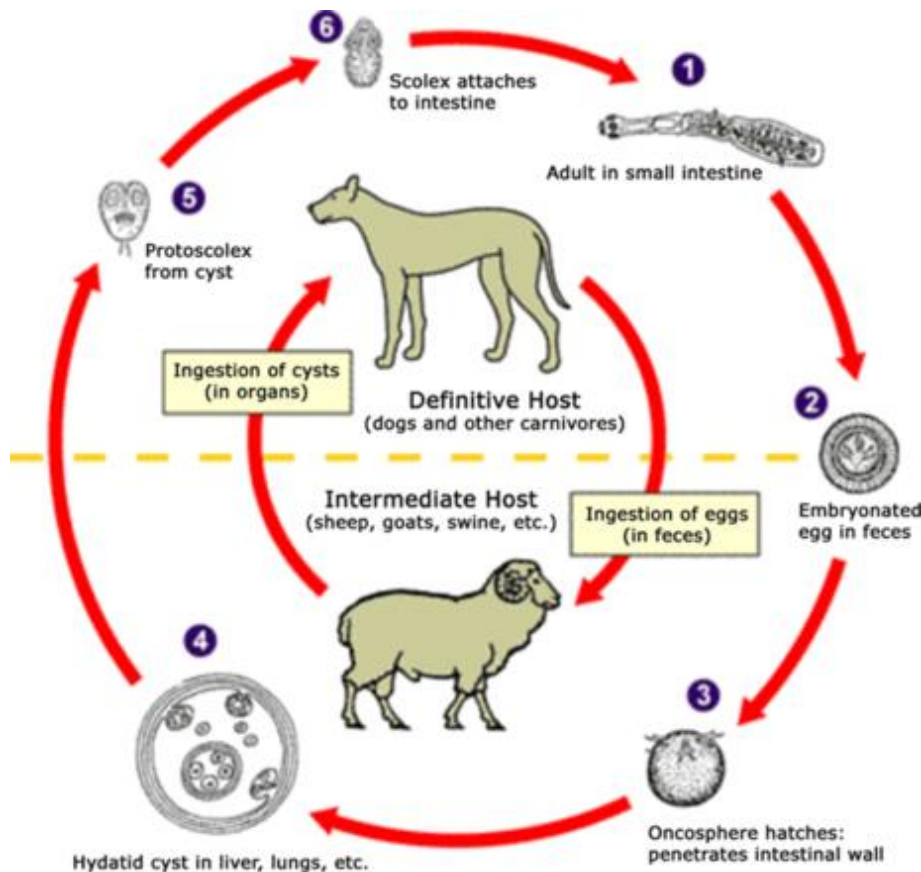 6
Scolex attaches
to intestine
1
Adult in small intestine
5
Protoscolex
from cyst
Ingestion of cysts
(in organs)
Definitive Host
(dogs and other carnivores)
2
Embryonated
egg in feces
Intermediate Host
(sheep, goats, swine, etc.)
Ingestion of eggs
(in feces)
4
Hydatid cyst in liver, lungs, etc.
3
Oncosphere hatches:
penetrates intestinal wall